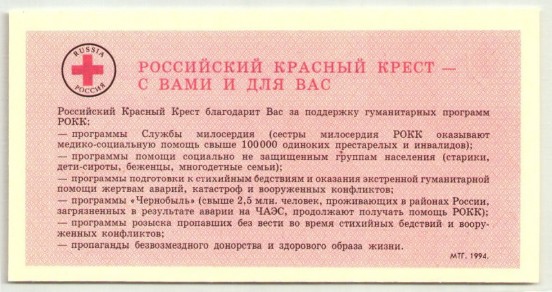 RUSSIA
РОССИЯ
РОССИЙСКИЙ КРАСНЫЙ КРЕСТ —
С ВАМИ И ДЛЯ ВАС
Российский Красный Крест благодарит Вас за поддержку гуманитарных программ
РОКК:
— программы Службы милосердия (сестры милосердия РОКК оказывают
медико-социальную помощь свыше 100000 одиноких престарелых и инвалидов);
— программы помощи социально не защищенным группам населения (старики,
дети-сироты, беженцы, многодетные семьи);
— программы подготовки к стихийным бедствиям и оказания экстренной гуманитарной
помощи жертвам аварий, катастроф и вооруженных конфликтов;
— программы «Чернобыль» (свыше 2,5 млн. человек, проживающих в районах России,
загрязненных в результате аварии на ЧАЭС, продолжают получать помощь РОКК);
— программы розыска пропавших без вести во время стихийных бедствий и воору-
женных конфликтов;
— пропаганды безвозмездного донорства и здорового образа жизни.
МТГ. 1994.